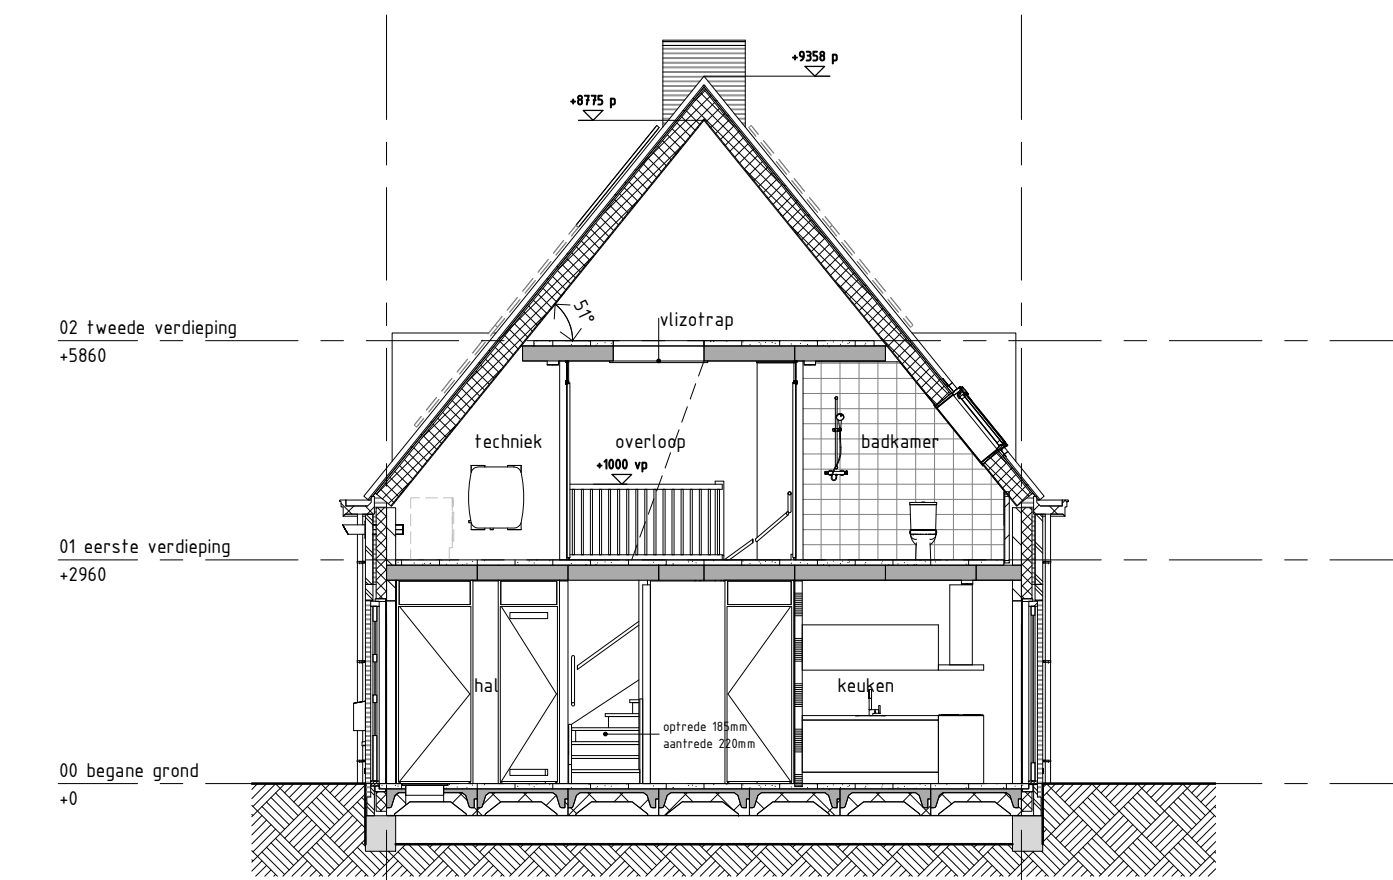 +9358 p
+8775 p
51°
vlizotrap
02 tweede verdieping
+5860
techniek
overloop
badkamer
+1000 vp
01 eerste verdieping
+2960
hal
keuken
optrede 185mm
aantrede 220mm
00 begane grond
+0